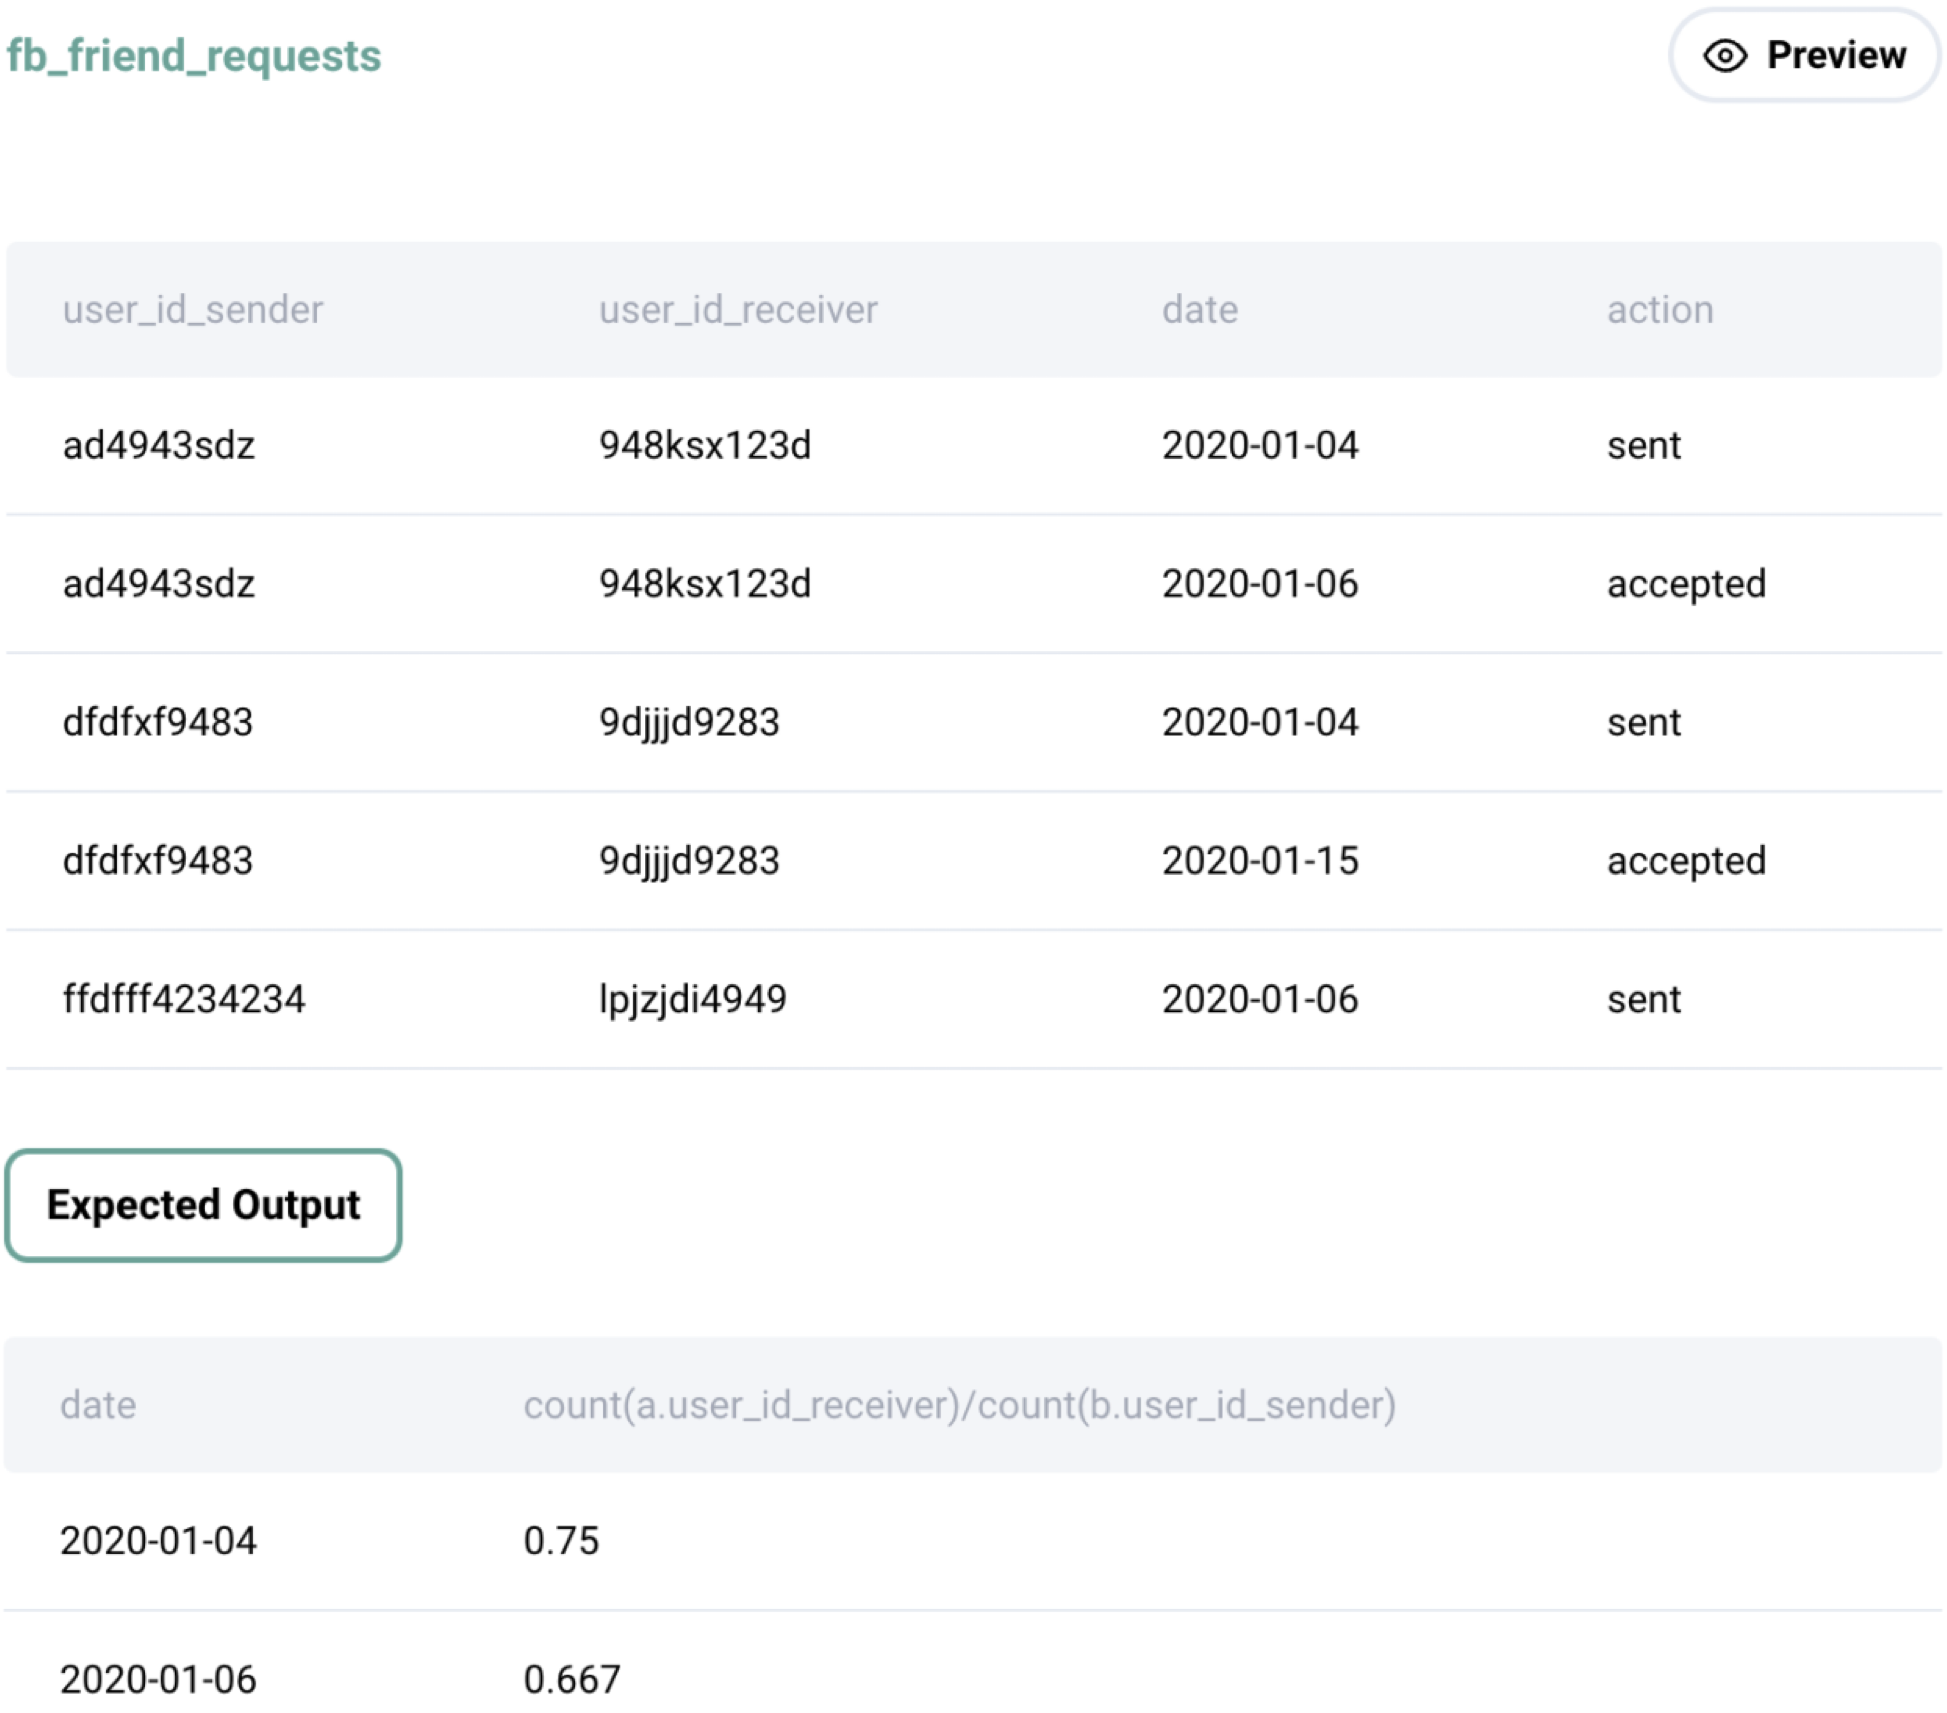 fb_friend_requests Preview
user_id_sender user_id_receiver date action
ad4943sdz 948ksx123d 2020-01-04 sent
ad4943sdz 948ksx123d 2020-01-06 accepted
dfdfxf9483 9djjjd9283 2020-01-04 sent
dfdfxf9483 9djjjd9283 2020-01-15 accepted
ffdfff4234234 lpjzjdi4949 2020-01-06 sent
Expected Output
date count(a.user_id_receiver)/count(b.user_id_sender)
2020-01-04 0.75
2020-01-06 0.667